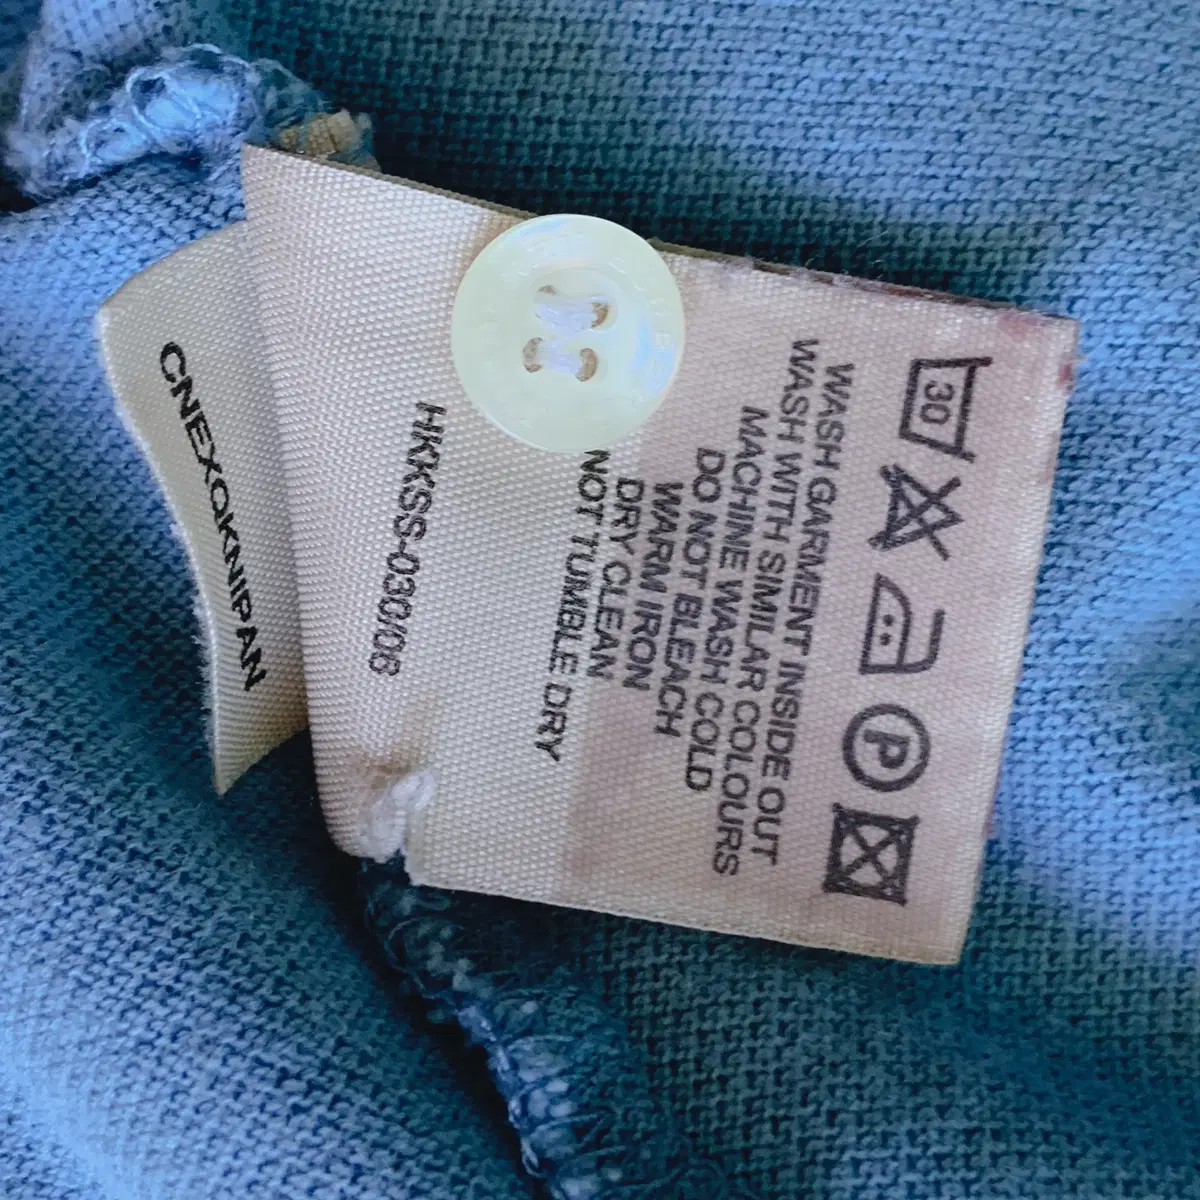 30
P
WASH GARMENT INSIDE OUT
WASH WITH SIMILAR COLOURS
MACHINE WASH COLD
DO NOT BLEACH
WARM IRON
DRY CLEAN
NOT TUMBLE DRY
HKKSS-030/06
CNEXQKNIPAN